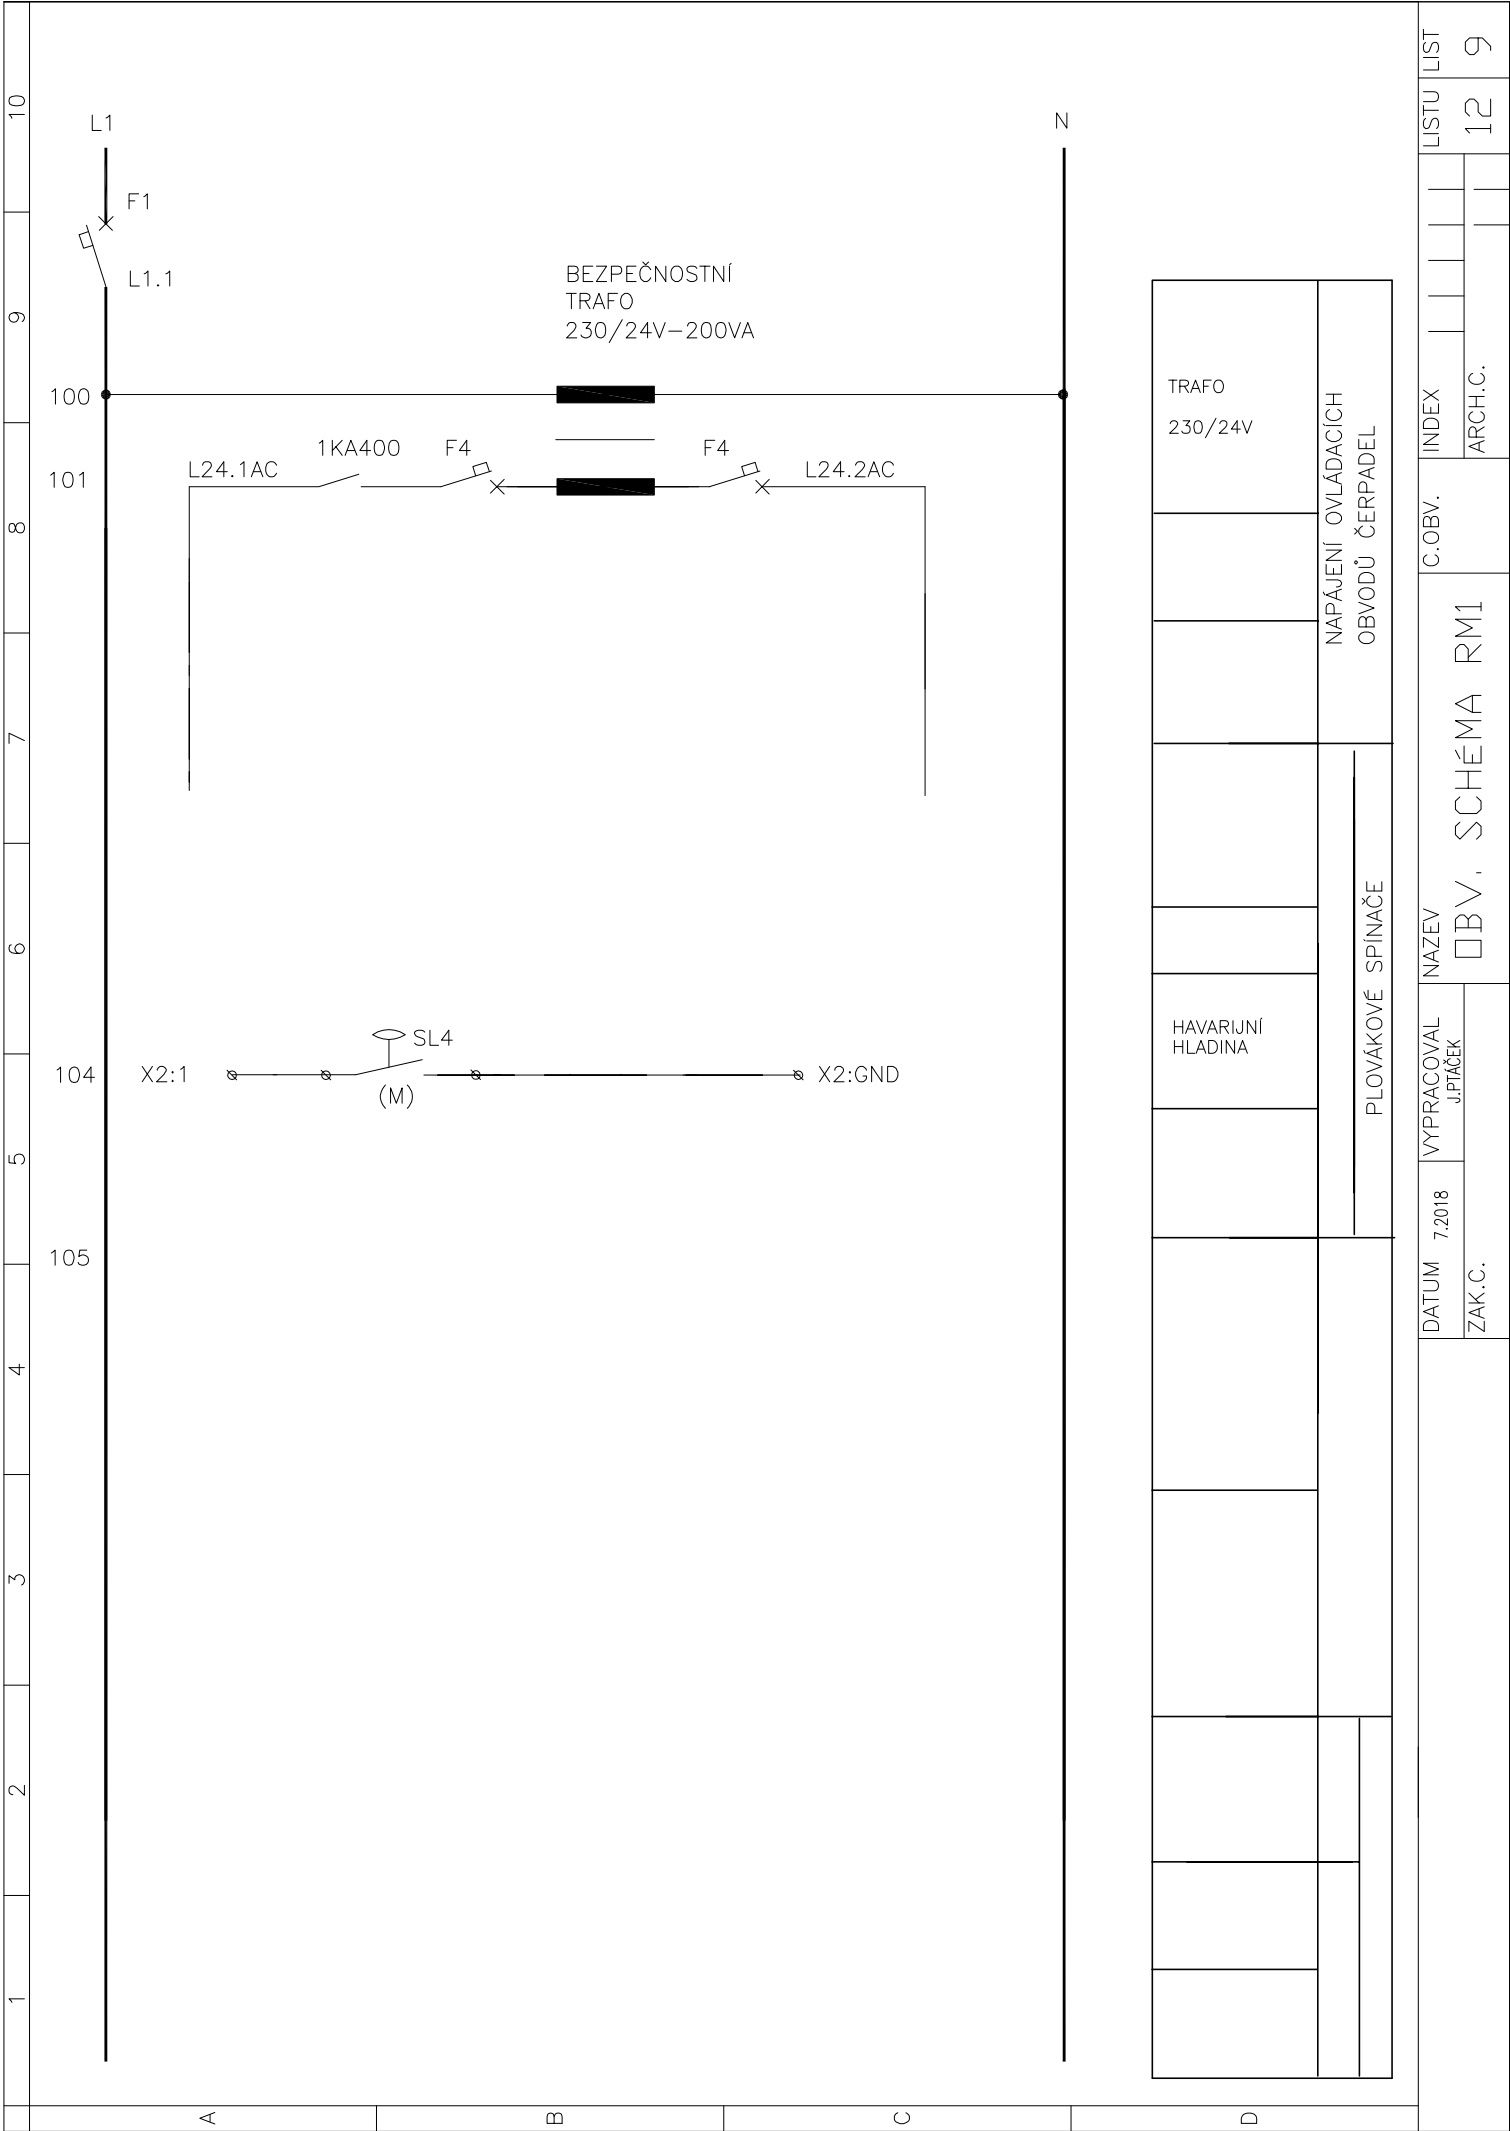 L1
N
F1
L1.1
BEZPEČNOSTNÍ
TRAFO
230/24V-200VA
100
101
L24.1AC
1KA400
F4
F4
L24.2AC
104
X2:1
SL4
(M)
X2:GND
105
TRAFO
230/24V
NAPÁJENÍ OVLÁDACÍCH
OBVODŮ ČERPADEL
HAVARIJNÍ
HLADINA
PLOVÁKOVÉ SPÍNAČE
10
9
8
7
6
5
4
3
2
1
A
B
C
D
DATUM 7.2018
ZAK.C.
VYPRACOVAL
J.PTÁČEK
NAZEV
OBV. SCHÉMA RM1
C.OBV.
INDEX
ARCH.C.
LISTU
12
LIST
9